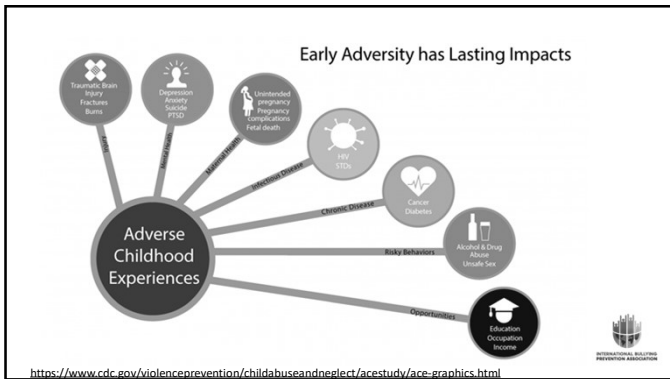 Early Adversity has Lasting Impacts
Traumatic Brain
Injury
Fractures
Burns
Injury
Depression
Anxiety
Suicide
PTSD
Mental Health
Unintended
pregnancy
Pregnancy
complications
Fetal death
Maternal Health
HIV
STDs
Infectious Disease
Cancer
Diabetes
Chronic Disease
Alcohol & Drug
Abuse
Unsafe Sex
Risky Behaviors
Education
Occupation
Income
Opportunities
Adverse
Childhood
Experiences
INTERNATIONAL BULLYING
PREVENTION ASSOCIATION
https://www.cdc.gov/violenceprevention/childabuseandneglect/acestudy/ace-graphics.html